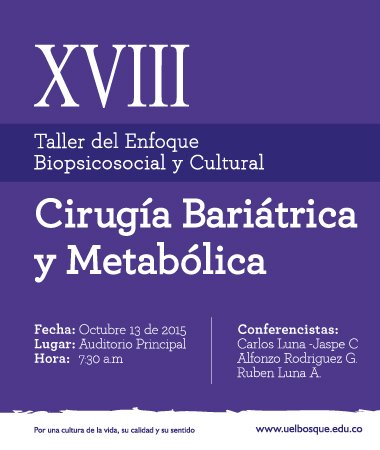 XVIII
Taller del Enfoque
Biopsicosocial y Cultural
Cirugía Bariátrica
y Metabólica
Fecha: Octubre 13 de 2015
Lugar: Auditorio Principal
Hora: 7:30 a.m
Conferencistas:
Carlos Luna -Jaspe C
Alfonzo Rodriguez G.
Ruben Luna A.
Por una cultura de la vida, su calidad y su sentido
www.uelbosque.edu.co